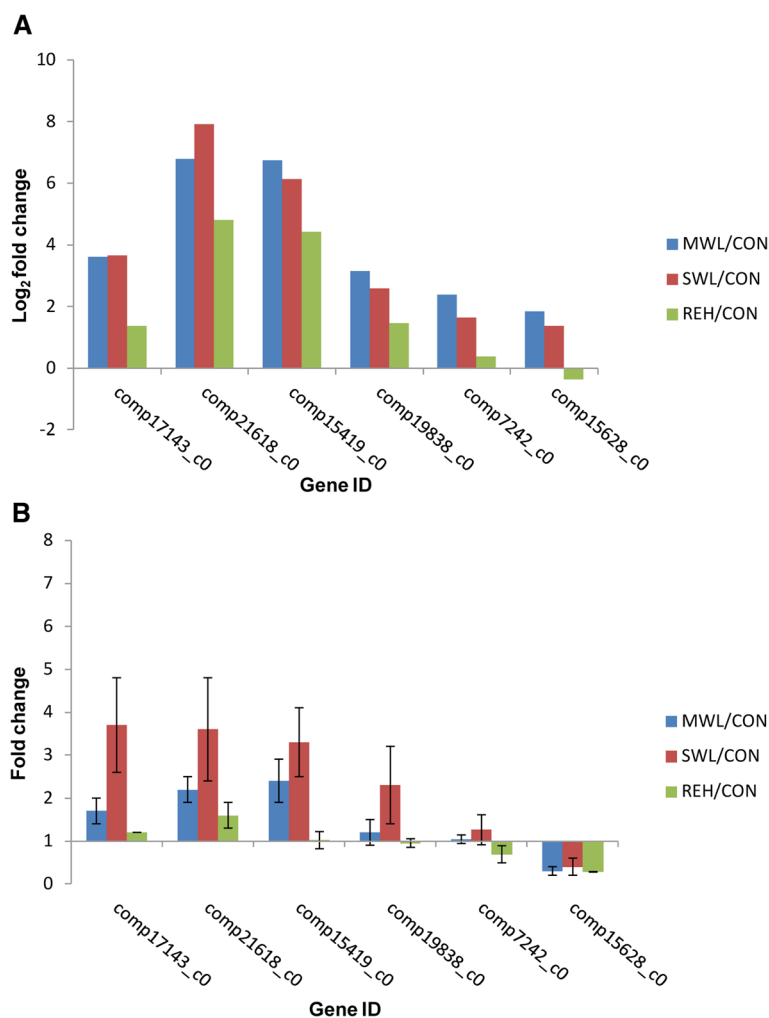 A
10
8
6
4
2
0
-2
Log2 fold change
comp17143_c0
comp21618_c0
comp15419_c0
comp19838_c0
comp7242_c0
comp15628_c0
Gene ID
MWL/CON
SWL/CON
REH/CON
B
8
7
6
5
4
3
2
1
0
Fold change
comp17143_c0
comp21618_c0
comp15419_c0
comp19838_c0
comp7242_c0
comp15628_c0
Gene ID
MWL/CON
SWL/CON
REH/CON